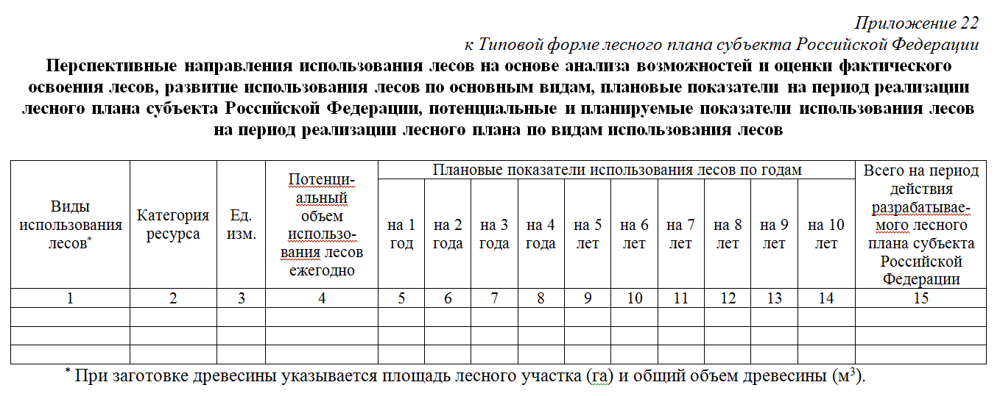 Приложение 22
к Типовой форме лесного плана субъекта Российской Федерации
Перспективные направления использования лесов на основе анализа возможностей и оценки фактического
освоения лесов, развитие использования лесов по основным видам, плановые показатели на период реализации
лесного плана субъекта Российской Федерации, потенциальные и планируемые показатели использования лесов
на период реализации лесного плана по видам использования лесов
Виды
использования
лесов*
Категория
ресурса
Ед.
изм.
Потенци-
альный
объем
использо-
вания лесов
ежегодно
Плановые показатели использования лесов по годам
на 1
год
на 2
года
на 3
года
на 4
года
на 5
лет
на 6
лет
на 7
лет
на 8
лет
на 9
лет
на 10
лет
Всего на период
действия
разрабатывае-
мого лесного
плана субъекта
Российской
Федерации
1 2 3 4 5 6 7 8 9 10 11 12 13 14 15
* При заготовке древесины указывается площадь лесного участка (га) и общий объем древесины (м³).